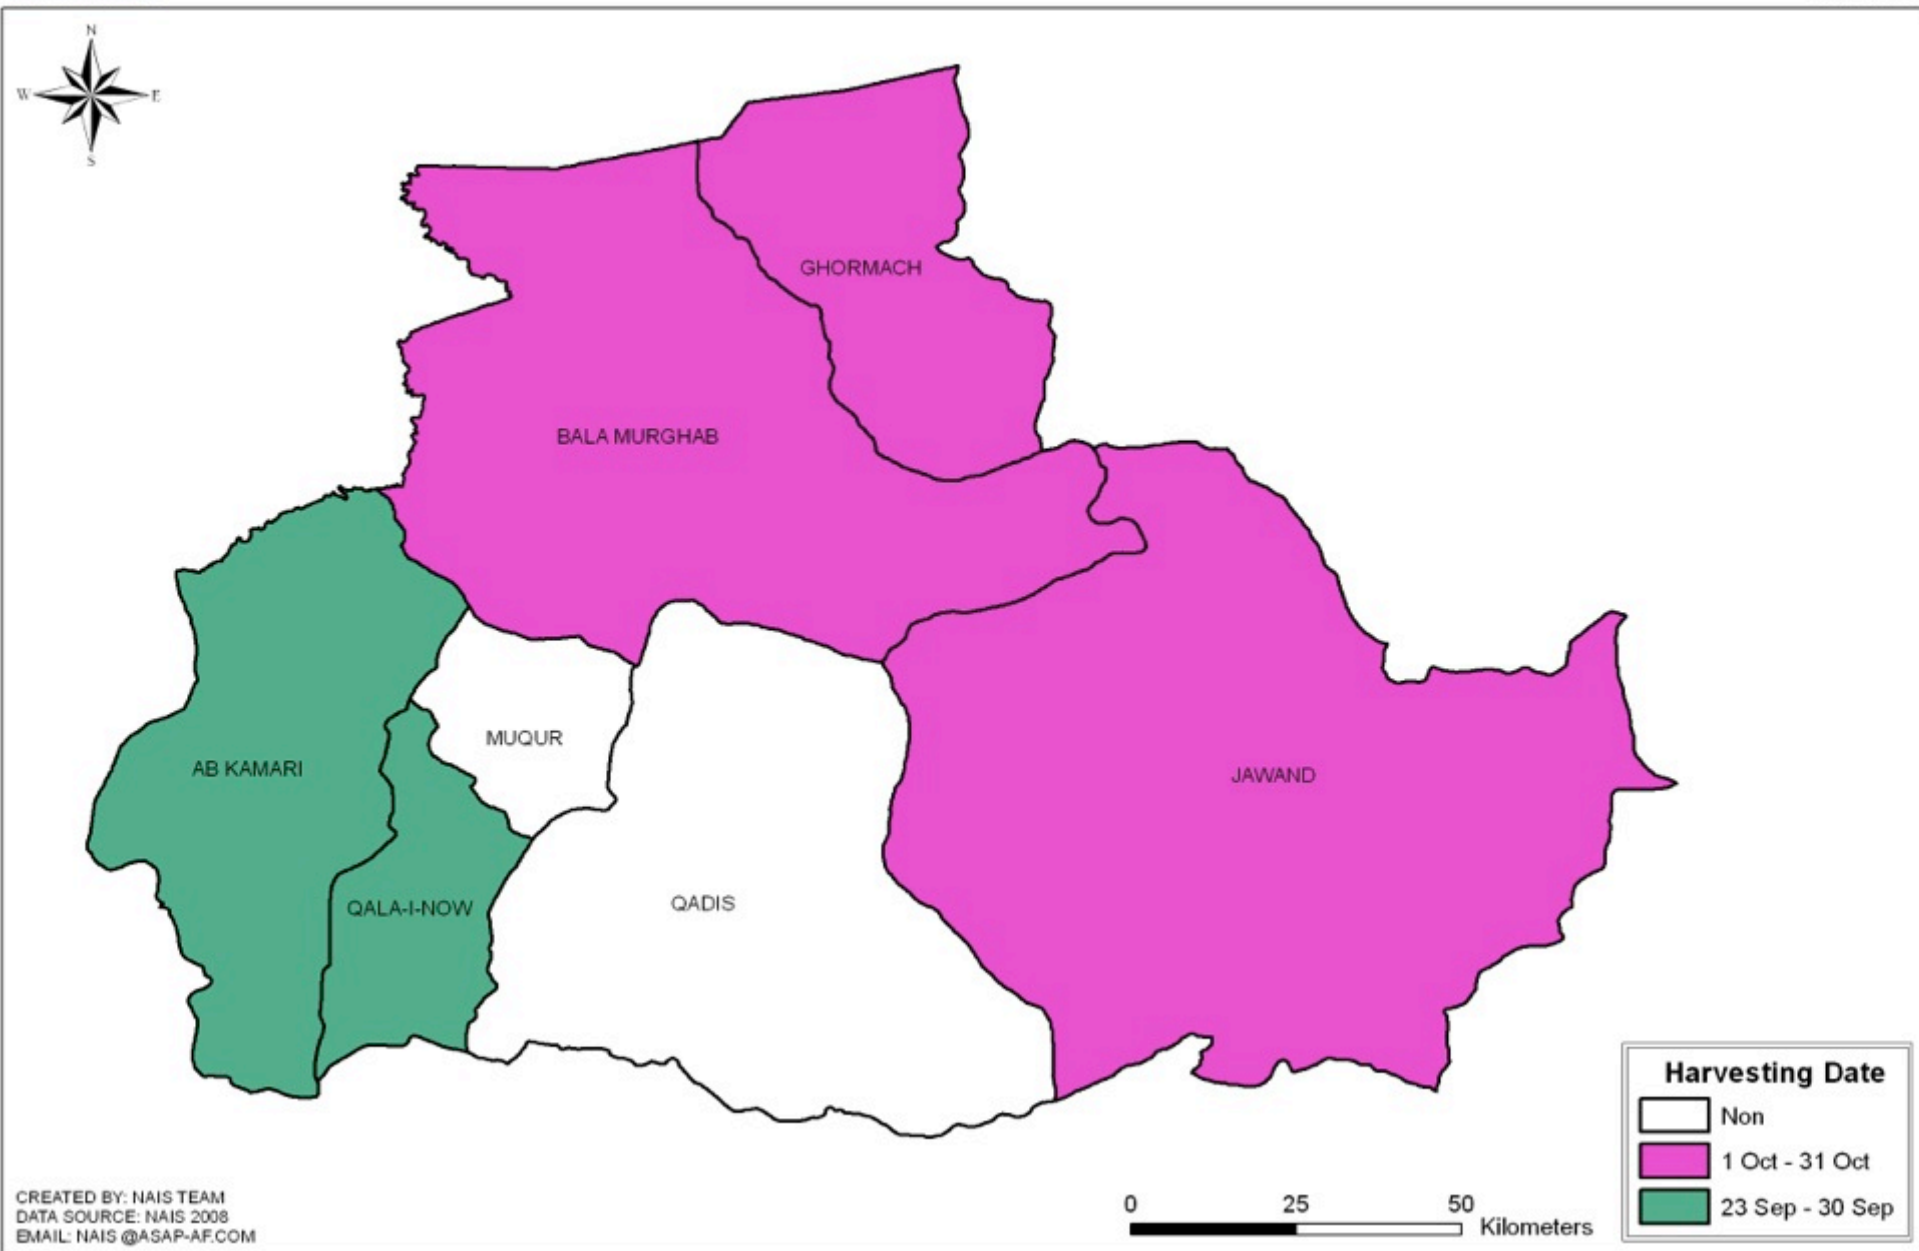 N
W E
S
GHORMACH
BALA MURGHAB
MUQUR
AB KAMARI
JAWAND
QADIS
QALA-I-NOW
Harvesting Date
Non
1 Oct - 31 Oct
23 Sep - 30 Sep
0 25 50
Kilometers
CREATED BY: NAIS TEAM
DATA SOURCE: NAIS 2008
EMAIL: NAIS @ASAP-AF.COM